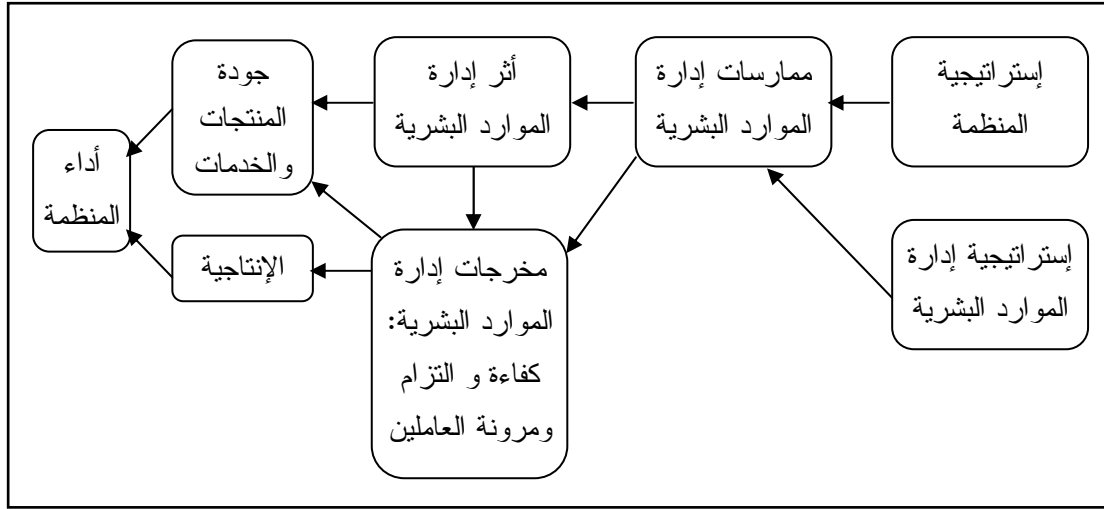 إستراتيجية
المنظمة
إستراتيجية إدارة
الموارد البشرية
ممارسات إدارة
الموارد البشرية
أثر إدارة
الموارد البشرية
مخرجات إدارة
الموارد البشرية:
كفاءة و التزام
ومرونة العاملين
جودة
المنتجات
والخدمات
الإنتاجية
أداء
المنظمة